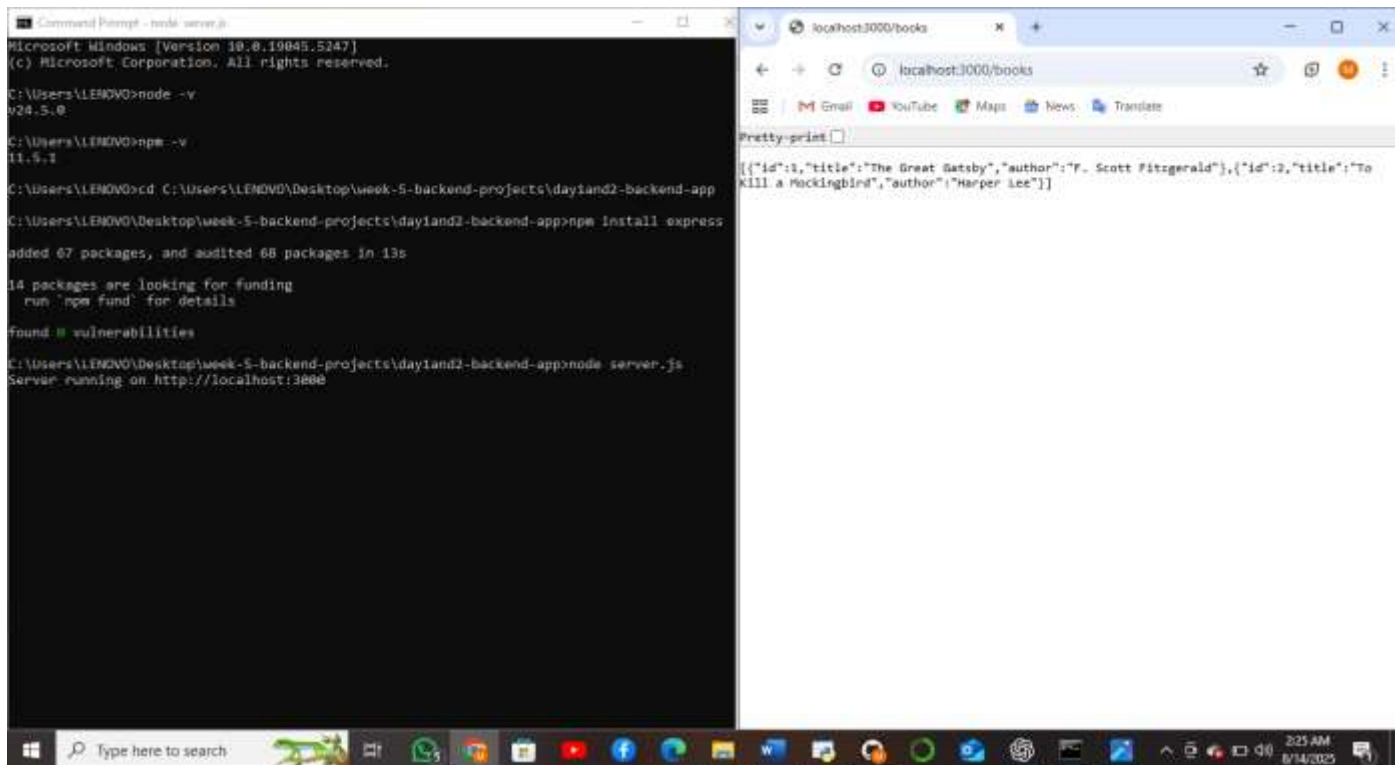 Command Prompt - node server.js
Microsoft Windows [Version 10.0.19045.5247]
(c) Microsoft Corporation. All rights reserved.
C:\Users\LENOVO>node -v
v24.5.0
C:\Users\LENOVO>npm -v
11.5.1
C:\Users\LENOVO>cd C:\Users\LENOVO\Desktop\week-5-backend-projects\day1and2-backend-app
C:\Users\LENOVO\Desktop\week-5-backend-projects\day1and2-backend-app>npm install express
added 67 packages, and audited 68 packages in 13s
14 packages are looking for funding
run `npm fund` for details
found 0 vulnerabilities
C:\Users\LENOVO\Desktop\week-5-backend-projects\day1and2-backend-app>node server.js
Server running on http://localhost:3000
localhost:3000/books
localhost:3000/books
Gmail YouTube Maps News Translate
Pretty-print
[{"id":1,"title":"The Great Gatsby","author":"F. Scott Fitzgerald"},{"id":2,"title":"To
Kill a Mockingbird","author":"Harper Lee"}]
Type here to search
2:25 AM
8/14/2025